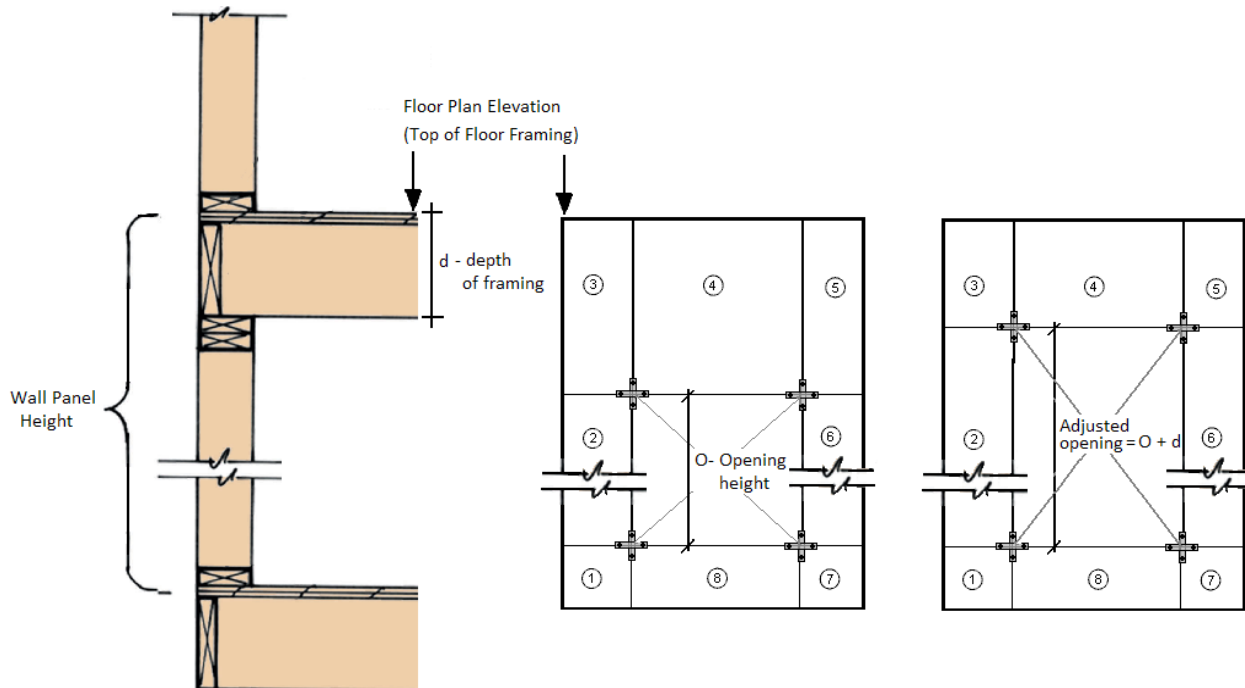 Floor Plan Elevation
(Top of Floor Framing)
d - depth
of framing
Wall Panel
Height
3
4
5
2
6
O- Opening
height
1
8
7
3
4
5
2
Adjusted
opening = O + d
6
1
8
7